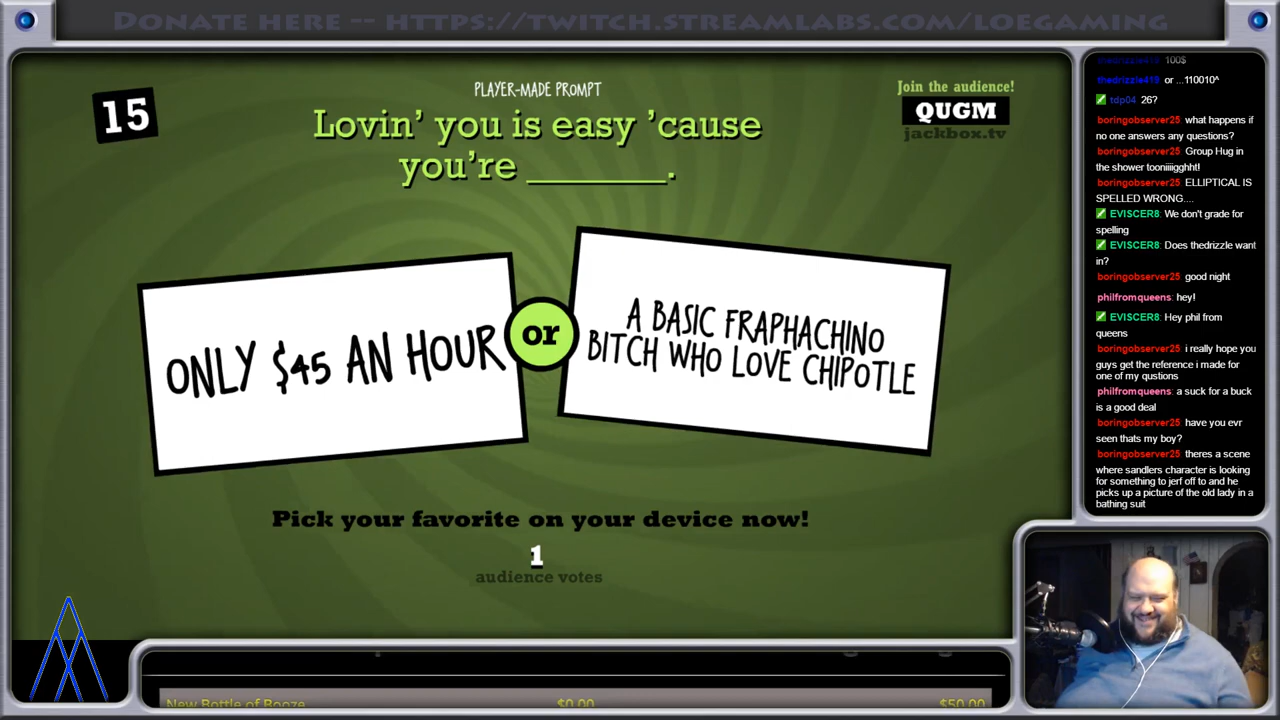 Donate here -- https://twitch.streamlabs.com/loegaming
15
PLAYER-MADE PROMPT
Lovin' you is easy 'cause
you're _______.
Join the audience!
QUGM
jackbox.tv
ONLY $45 AN HOUR
or
A BASIC FRAPHACHINO
BITCH WHO LOVE CHIPOTLE
Pick your favorite on your device now!
1
audience votes
New Bottle of Booze $0.00 $50.00
thedrizzle419 100$
thedrizzle419 or ...110010^
tdp04 26?
boringobserver25 what happens if
no one answers any questions?
boringobserver25 Group Hug in
the shower tooniiiigghht!
boringobserver25 ELLIPTICAL IS
SPELLED WRONG....
EVISCER8: We don't grade for
spelling
EVISCER8: Does thedrizzle want
in?
boringobserver25 good night
philfromqueens: hey!
EVISCER8: Hey phil from
queens
boringobserver25 i really hope you
guys get the reference i made for
one of my qustions
philfromqueens: a suck for a buck
is a good deal
boringobserver25 have you evr
seen thats my boy?
boringobserver25 theres a scene
where sandlers character is looking
for something to jerf off to and he
picks up a picture of the old lady in a
bathing suit